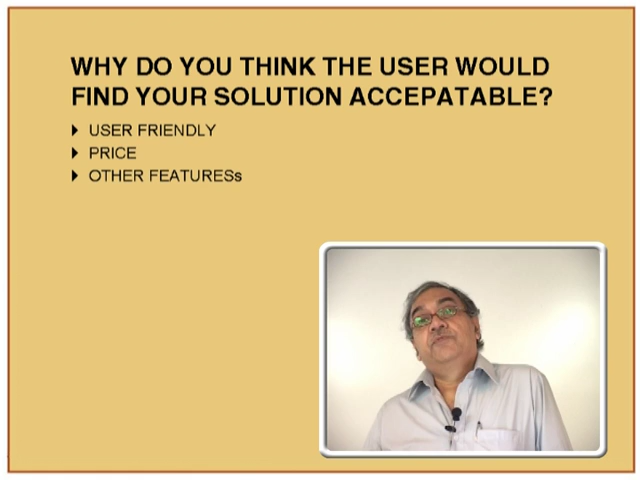 WHY DO YOU THINK THE USER WOULD
FIND YOUR SOLUTION ACCEPATABLE?
USER FRIENDLY
PRICE
OTHER FEATURESs